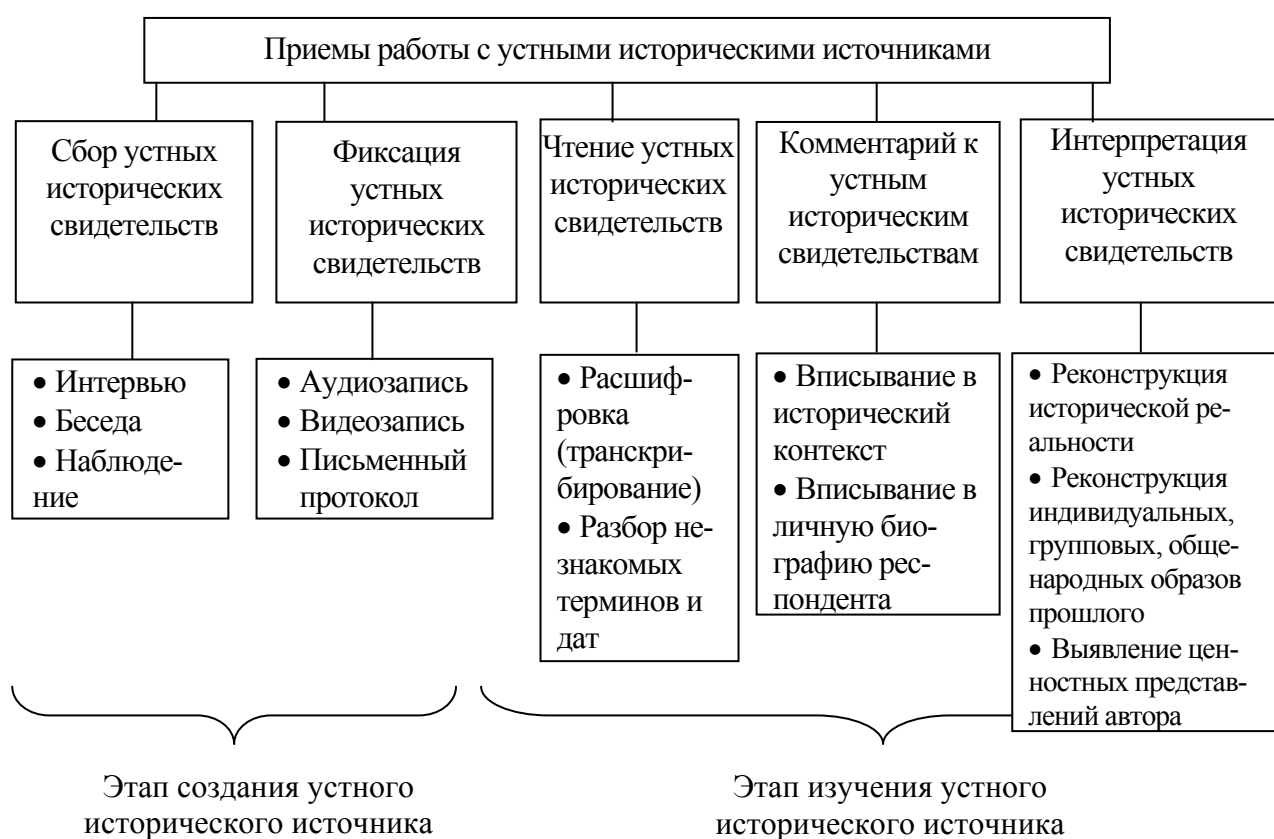 Приемы работы с устными историческими источниками
Сбор устных
исторических
свидетельств
Фиксация
устных
исторических
свидетельств
Чтение устных
исторических
свидетельств
Комментарий к
устным
историческим
свидетельствам
Интерпретация
устных
исторических
свидетельств
• Интервью
• Беседа
• Наблюде-
ние
• Аудиозапись
• Видеозапись
• Письменный
протокол
• Расшиф-
ровка
(транскри-
бирование)
• Разбор не-
знакомых
терминов и
дат
• Вписывание в
исторический
контекст
• Вписывание в
личную био-
графию рес-
пондента
• Реконструкция
исторической ре-
альности
• Реконструкция
индивидуальных,
групповых, обще-
народных образов
прошлого
• Выявление цен-
ностных представ-
лений автора
Этап создания устного
исторического источника
Этап изучения устного
исторического источника